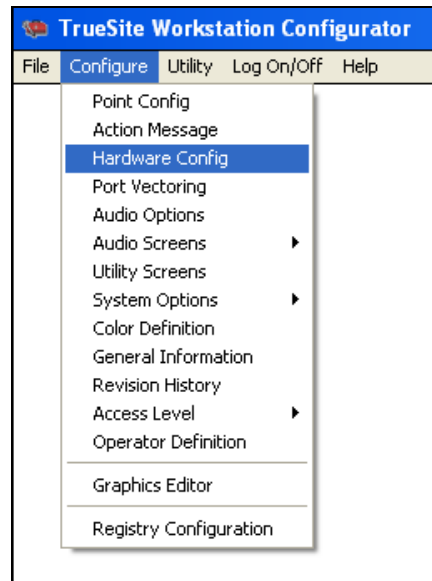 TrueSite Workstation Configurator
File Configure Utility Log On/Off Help
Point Config
Action Message
Hardware Config
Port Vectoring
Audio Options
Audio Screens
Utility Screens
System Options
Color Definition
General Information
Revision History
Access Level
Operator Definition
Graphics Editor
Registry Configuration